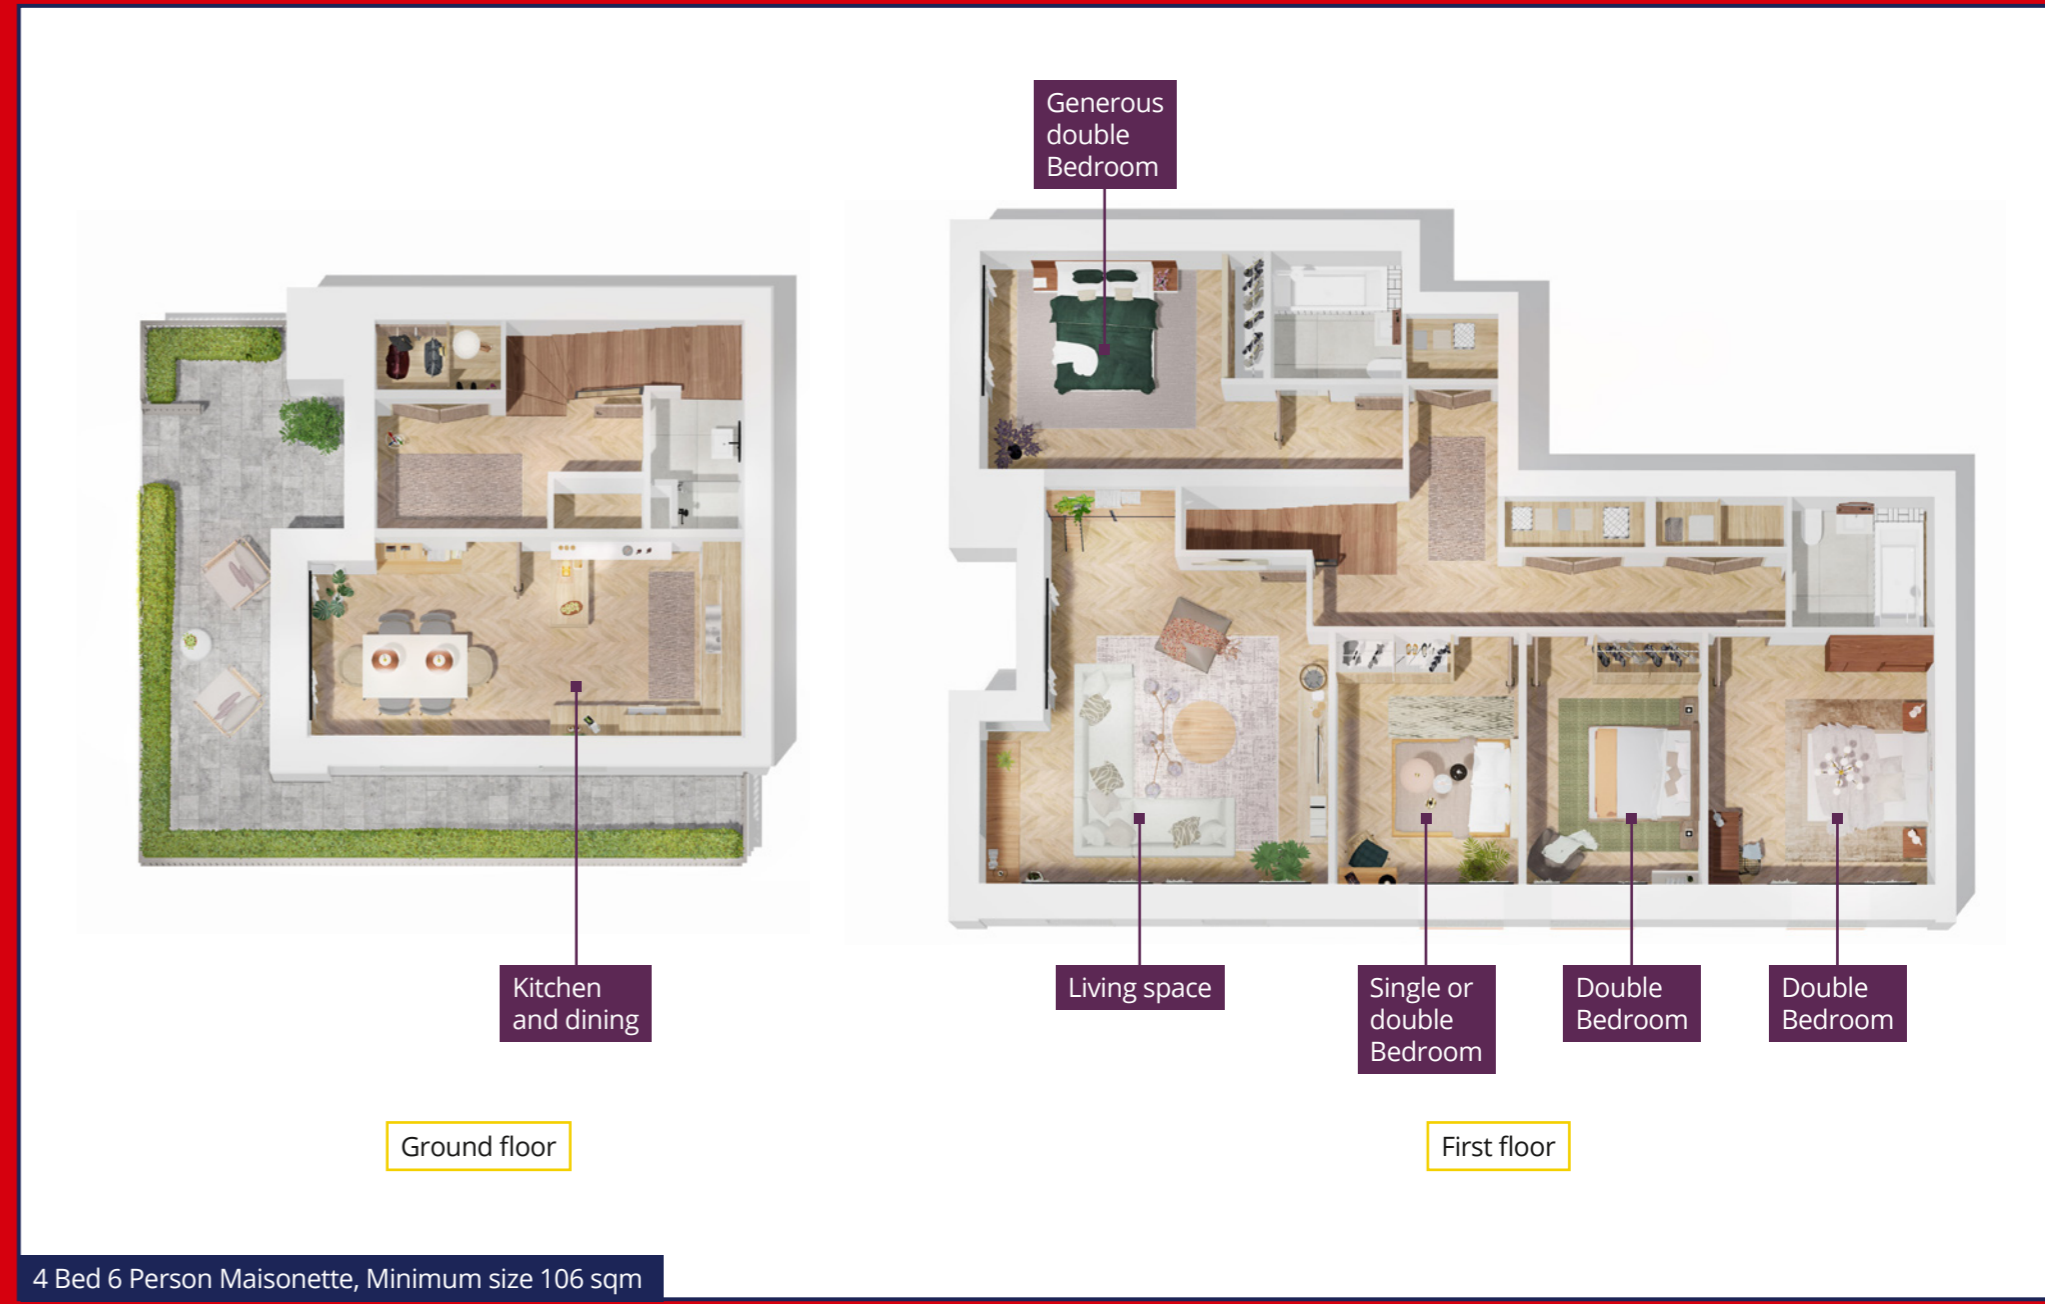 Generous
double
Bedroom
Kitchen
and dining
Living space
Single or
double
Bedroom
Double
Bedroom
Double
Bedroom
Ground floor
First floor
4 Bed 6 Person Maisonette, Minimum size 106 sqm